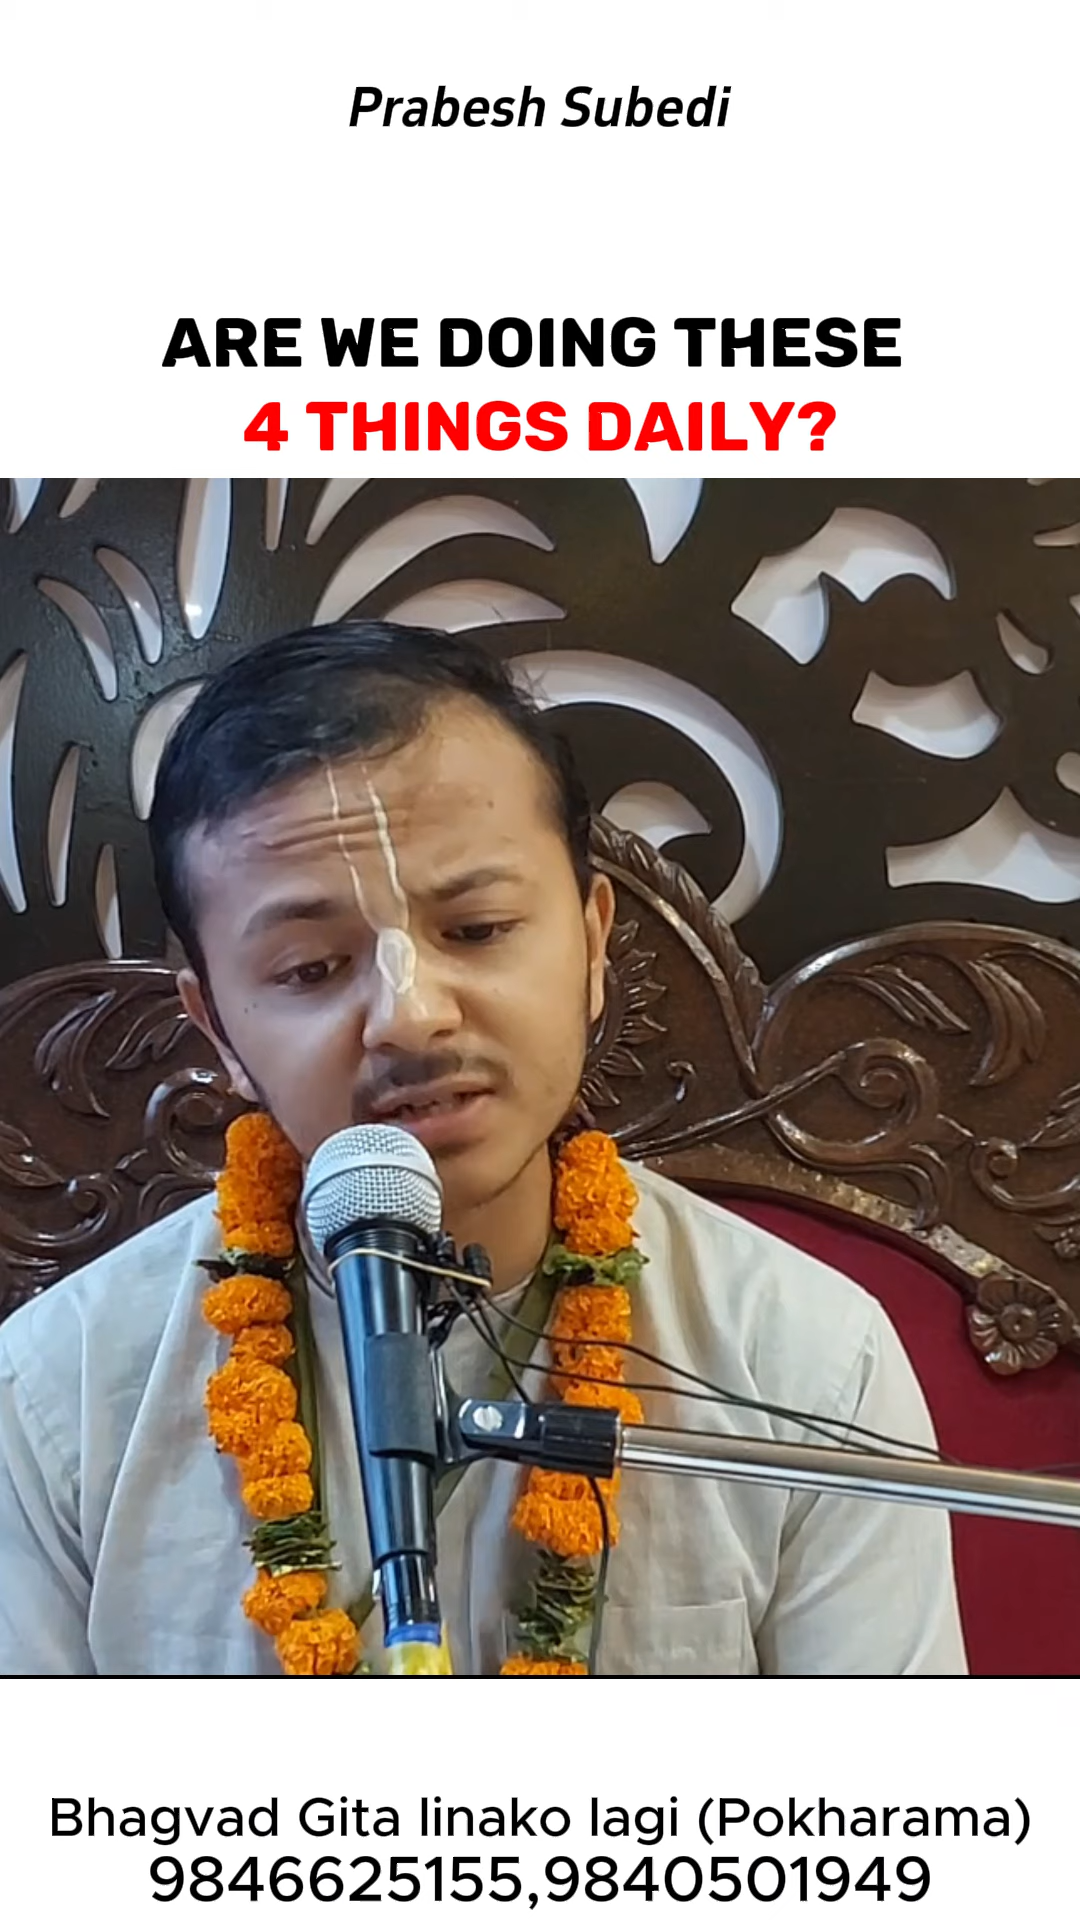 Prabesh Subedi
ARE WE DOING THESE
4 THINGS DAILY?
Bhagvad Gita linako lagi (Pokharama)
9846625155,9840501949